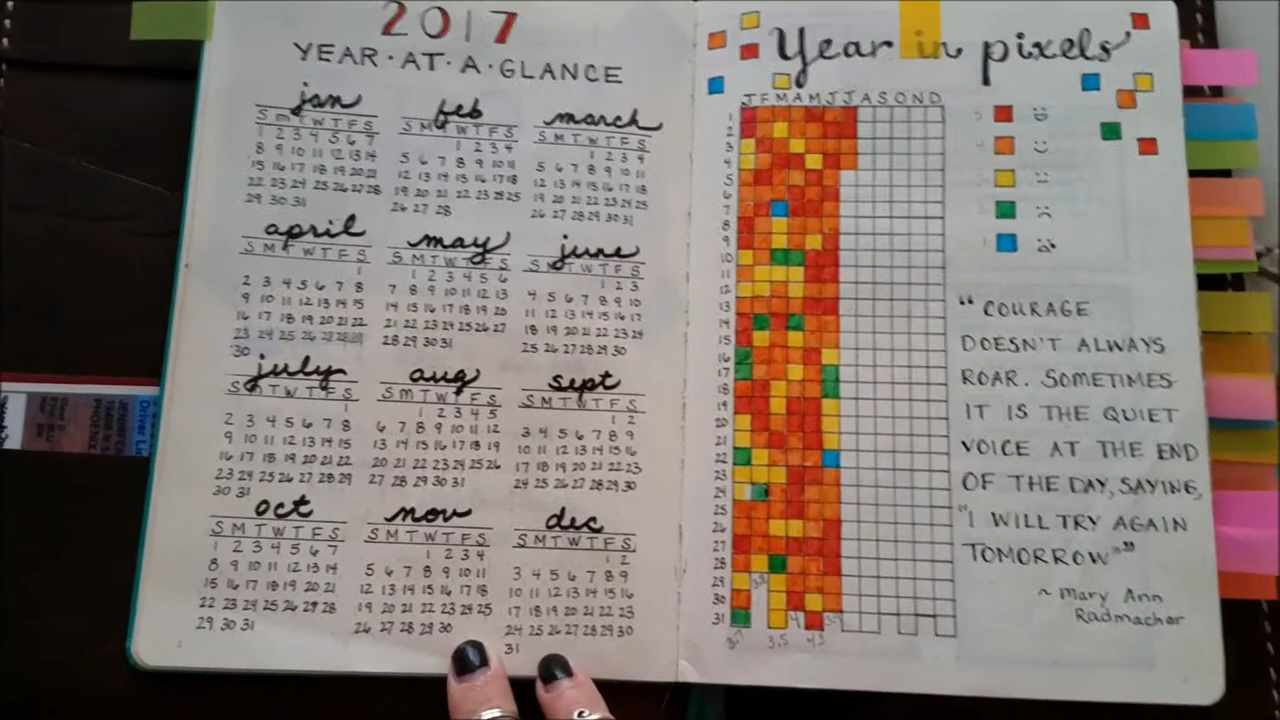 2017
YEAR·AT·A·GLANCE
jan
S M T W T F S
1 2 3 4 5 6 7
8 9 10 11 12 13 14
15 16 17 18 19 20 21
22 23 24 25 26 27 28
29 30 31
feb
S M T W T F S
1 2 3 4
5 6 7 8 9 10 11
12 13 14 15 16 17 18
19 20 21 22 23 24 25
26 27 28
march
S M T W T F S
1 2 3 4
5 6 7 8 9 10 11
12 13 14 15 16 17 18
19 20 21 22 23 24 25
26 27 28 29 30 31
april
S M T W T F S
1
2 3 4 5 6 7 8
9 10 11 12 13 14 15
16 17 18 19 20 21 22
23 24 25 26 27 28 29
30
may
S M T W T F S
1 2 3 4 5 6
7 8 9 10 11 12 13
14 15 16 17 18 19 20
21 22 23 24 25 26 27
28 29 30 31
june
S M T W T F S
1 2 3
4 5 6 7 8 9 10
11 12 13 14 15 16 17
18 19 20 21 22 23 24
25 26 27 28 29 30
july
S M T W T F S
1
2 3 4 5 6 7 8
9 10 11 12 13 14 15
16 17 18 19 20 21 22
23 24 25 26 27 28 29
30 31
aug
S M T W T F S
1 2 3 4 5
6 7 8 9 10 11 12
13 14 15 16 17 18 19
20 21 22 23 24 25 26
27 28 29 30 31
sept
S M T W T F S
1 2
3 4 5 6 7 8 9
10 11 12 13 14 15 16
17 18 19 20 21 22 23
24 25 26 27 28 29 30
oct
S M T W T F S
1 2 3 4 5 6 7
8 9 10 11 12 13 14
15 16 17 18 19 20 21
22 23 24 25 26 27 28
29 30 31
nov
S M T W T F S
1 2 3 4
5 6 7 8 9 10 11
12 13 14 15 16 17 18
19 20 21 22 23 24 25
26 27 28 29 30
dec
S M T W T F S
1 2
3 4 5 6 7 8 9
10 11 12 13 14 15 16
17 18 19 20 21 22 23
24 25 26 27 28 29 30
31
Year in pixels
J F M A M J J A S O N D
1
2
3
4
5
6
7
8
9
10
11
12
13
14
15
16
17
18
19
20
21
22
23
24
25
26
27
28
29
30
31
3.5 4.3
"COURAGE
DOESN'T ALWAYS
ROAR. SOMETIMES
IT IS THE QUIET
VOICE AT THE END
OF THE DAY, SAYING,
"I WILL TRY AGAIN
TOMORROW""
~ Mary Ann
Radmacher
Driver Lic
PHOENIX